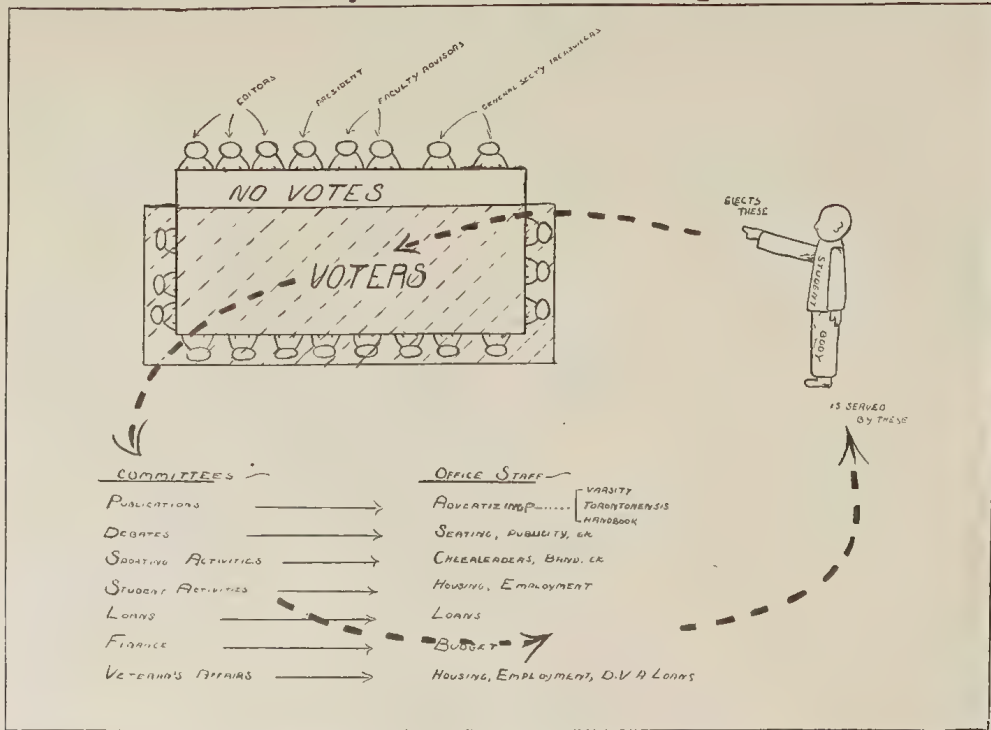 EDITORS
PRESIDENT
FACULTY ADVISORS
GENERAL SECT'Y TREASURERS
NO VOTES
VOTERS
ELECTS
THESE
STUDENT
BODY
IS SERVED
BY THESE
COMMITTEES
OFFICE STAFF
PUBLICATIONS
ADVERTIZING
VARSITY
TORONTONENSIS
HANDBOOK
DEBATES
SEATING, PUBLICITY, etc
SPORTING ACTIVITIES
CHEERLEADERS, BAND, etc
STUDENT ACTIVITIES
HOUSING, EMPLOYMENT
LOANS
LOANS
FINANCE
BUDGET
VETERAN'S AFFAIRS
HOUSING, EMPLOYMENT, D.V A LOANS